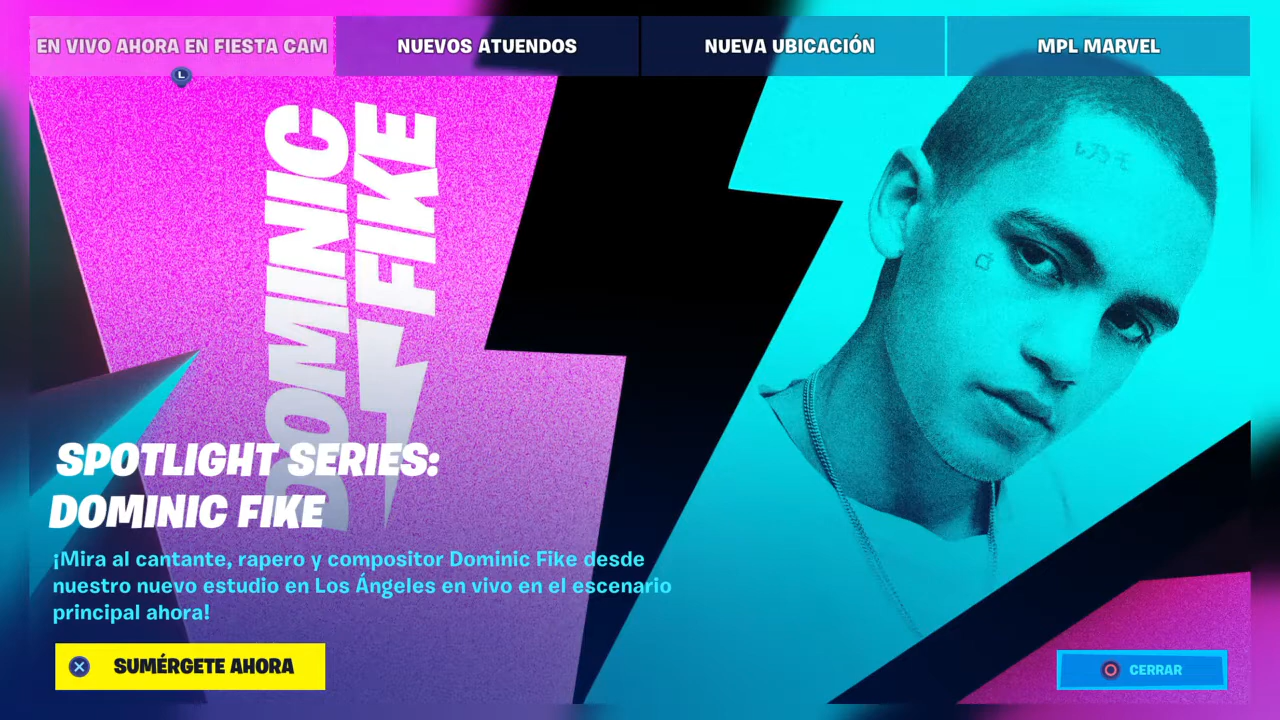 EN VIVO AHORA EN FIESTA CAM
NUEVOS ATUENDOS
NUEVA UBICACIÓN
MPL MARVEL
L
DOMINIC
FIKE
SPOTLIGHT SERIES:
DOMINIC FIKE
¡Mira al cantante, rapero y compositor Dominic Fike desde
nuestro nuevo estudio en Los Ángeles en vivo en el escenario
principal ahora!
SUMÉRGETE AHORA
CERRAR